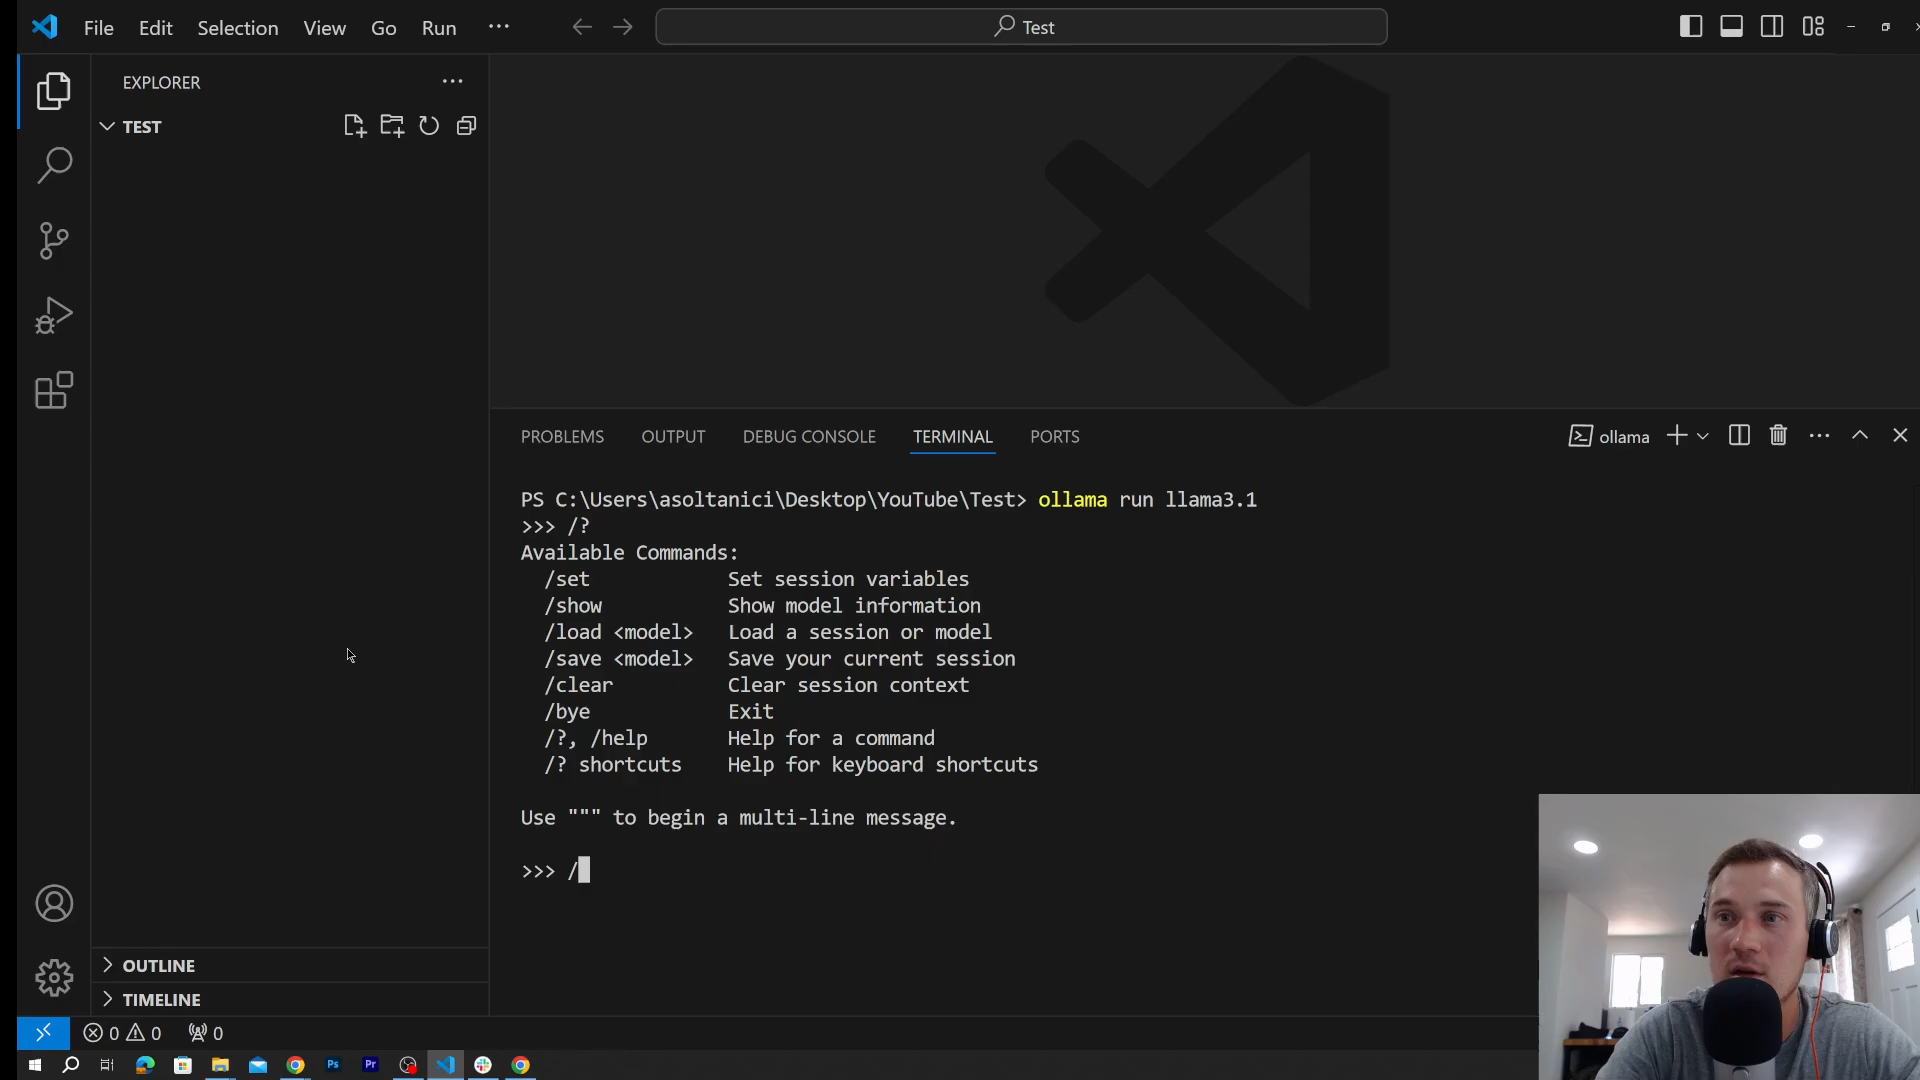 File Edit Selection View Go Run ···
Test
EXPLORER ···
TEST
PROBLEMS OUTPUT DEBUG CONSOLE TERMINAL PORTS
ollama
PS C:\Users\asoltanici\Desktop\YouTube\Test> ollama run llama3.1
>>> /?
Available Commands:
/set Set session variables
/show Show model information
/load <model> Load a session or model
/save <model> Save your current session
/clear Clear session context
/bye Exit
/?, /help Help for a command
/? shortcuts Help for keyboard shortcuts
Use """ to begin a multi-line message.
>>> /
OUTLINE
TIMELINE
0 0 0
Ps Pr